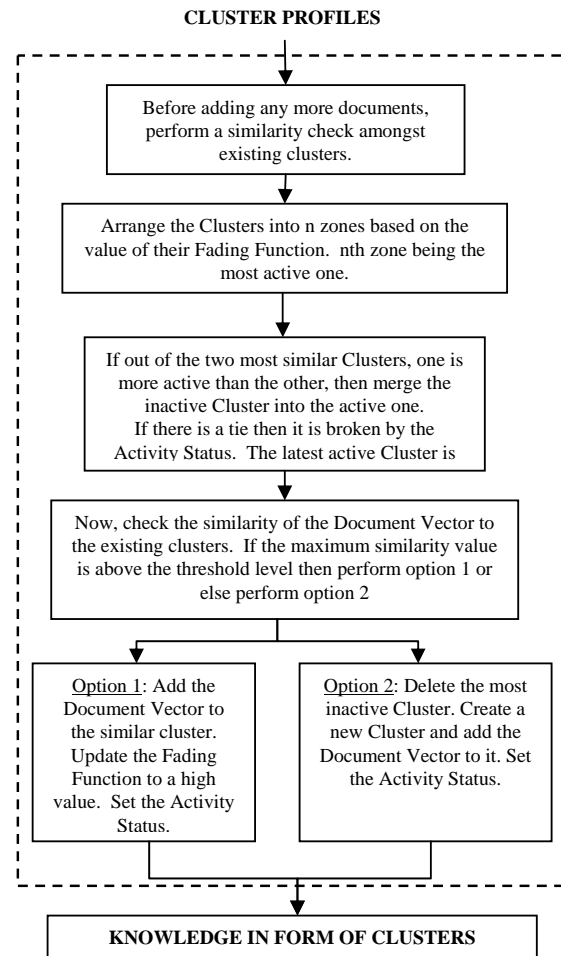 CLUSTER PROFILES
Before adding any more documents,
perform a similarity check amongst
existing clusters.
Arrange the Clusters into n zones based on the
value of their Fading Function. nth zone being the
most active one.
If out of the two most similar Clusters, one is
more active than the other, then merge the
inactive Cluster into the active one.
If there is a tie then it is broken by the
Activity Status. The latest active Cluster is
Now, check the similarity of the Document Vector to
the existing clusters. If the maximum similarity value
is above the threshold level then perform option 1 or
else perform option 2
Option 1: Add the
Document Vector to
the similar cluster.
Update the Fading
Function to a high
value. Set the Activity
Status.
Option 2: Delete the most
inactive Cluster. Create a
new Cluster and add the
Document Vector to it. Set
the Activity Status.
KNOWLEDGE IN FORM OF CLUSTERS